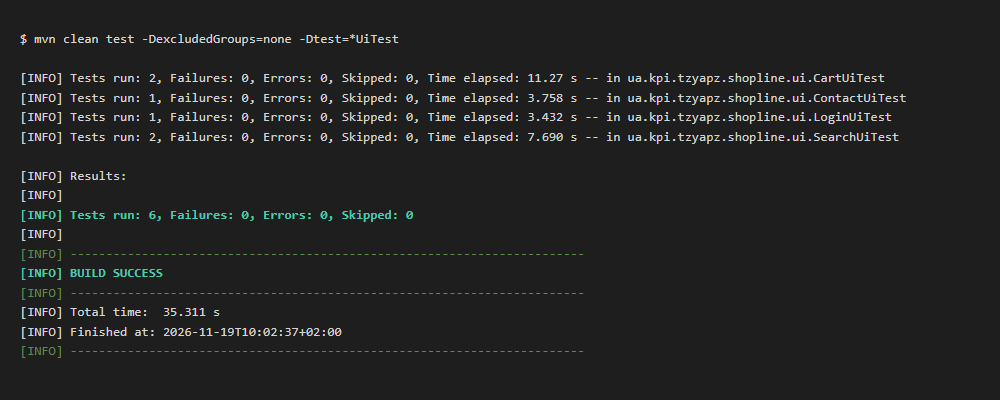 $ mvn clean test -DexcludedGroups=none -Dtest=*UiTest
[INFO] Tests run: 2, Failures: 0, Errors: 0, Skipped: 0, Time elapsed: 11.27 s -- in ua.kpi.tzyapz.shopline.ui.CartUiTest
[INFO] Tests run: 1, Failures: 0, Errors: 0, Skipped: 0, Time elapsed: 3.758 s -- in ua.kpi.tzyapz.shopline.ui.ContactUiTest
[INFO] Tests run: 1, Failures: 0, Errors: 0, Skipped: 0, Time elapsed: 3.432 s -- in ua.kpi.tzyapz.shopline.ui.LoginUiTest
[INFO] Tests run: 2, Failures: 0, Errors: 0, Skipped: 0, Time elapsed: 7.690 s -- in ua.kpi.tzyapz.shopline.ui.SearchUiTest
[INFO] Results:
[INFO]
[INFO] Tests run: 6, Failures: 0, Errors: 0, Skipped: 0
[INFO]
[INFO] ------------------------------------------------------------------------
[INFO] BUILD SUCCESS
[INFO] ------------------------------------------------------------------------
[INFO] Total time:  35.311 s
[INFO] Finished at: 2026-11-19T10:02:37+02:00
[INFO] ------------------------------------------------------------------------